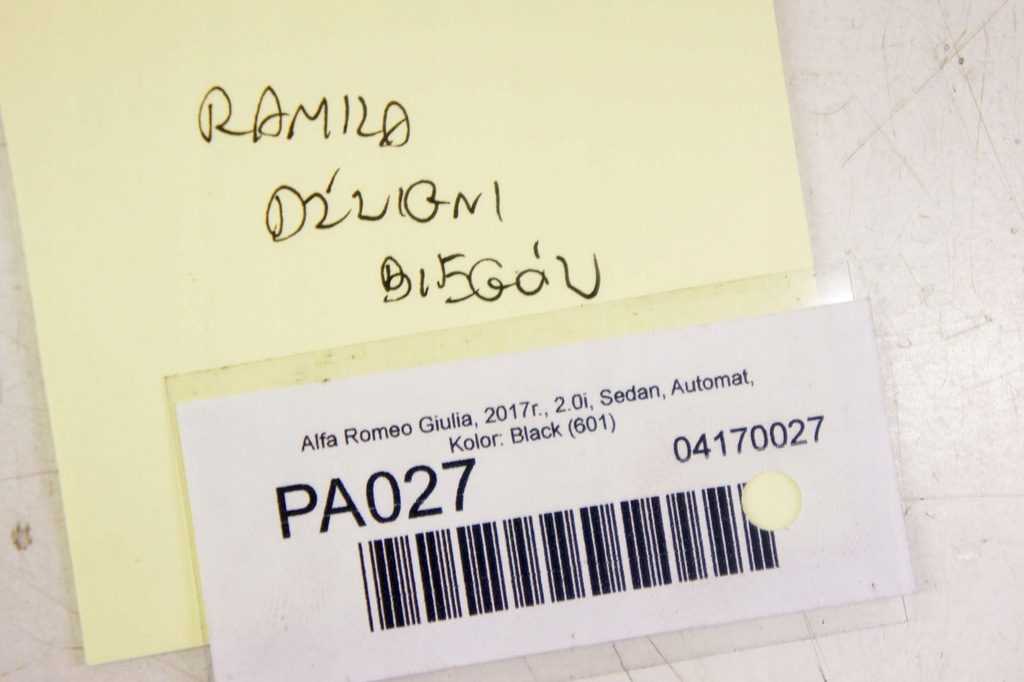 RAMKA
DŹWIGNI
BIEGÓW
Alfa Romeo Giulia, 2017r., 2.0i, Sedan, Automat,
Kolor: Black (601)
04170027
PA027